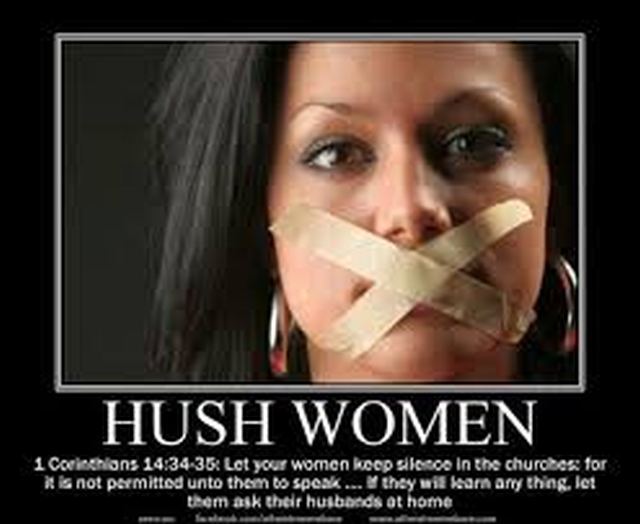 HUSH WOMEN
1 Corinthians 14:34-35: Let your women keep silence in the churches: for
it is not permitted unto them to speak ... if they will learn any thing, let
them ask their husbands at home